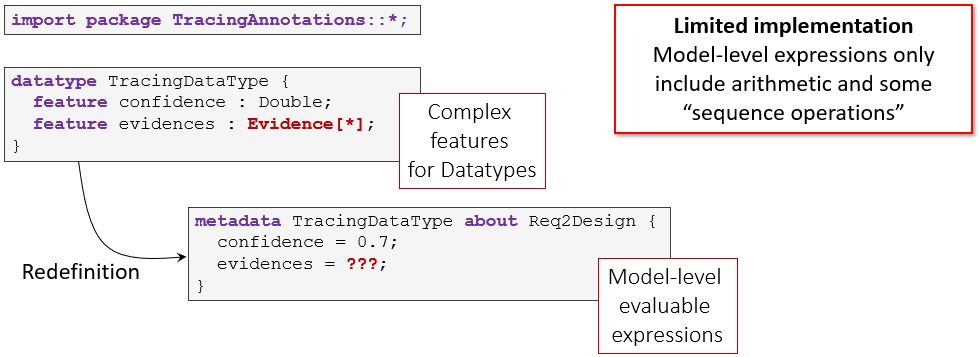 import package TracingAnnotations::*;
Limited implementation
Model-level expressions only
include arithmetic and some
“sequence operations”
datatype TracingDataType {
feature confidence : Double;
feature evidences : Evidence[*];
}
Complex
features
for Datatypes
Redefinition
metadata TracingDataType about Req2Design {
confidence = 0.7;
evidences = ???;
}
Model-level
evaluable
expressions